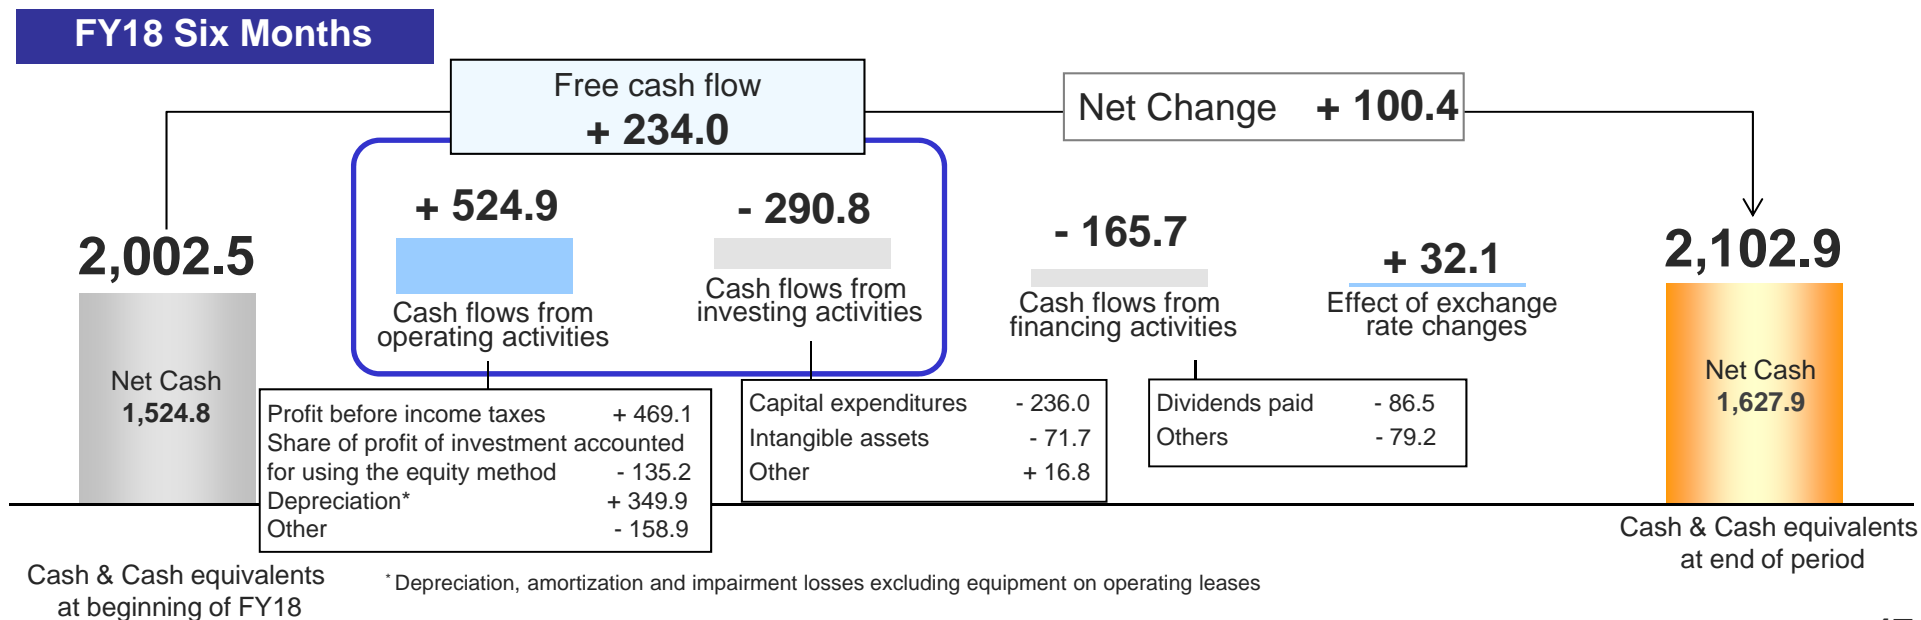 FY18 Six Months
Free cash flow
+ 234.0
Net Change + 100.4
2,002.5
+ 524.9
Cash flows from
operating activities
- 290.8
Cash flows from
investing activities
- 165.7
Cash flows from
financing activities
+ 32.1
Effect of exchange
rate changes
2,102.9
Net Cash
1,524.8
Profit before income taxes + 469.1
Share of profit of investment accounted
for using the equity method - 135.2
Depreciation* + 349.9
Other - 158.9
Capital expenditures - 236.0
Intangible assets - 71.7
Other + 16.8
Dividends paid - 86.5
Others - 79.2
Net Cash
1,627.9
Cash & Cash equivalents
at beginning of FY18
* Depreciation, amortization and impairment losses excluding equipment on operating leases
Cash & Cash equivalents
at end of period